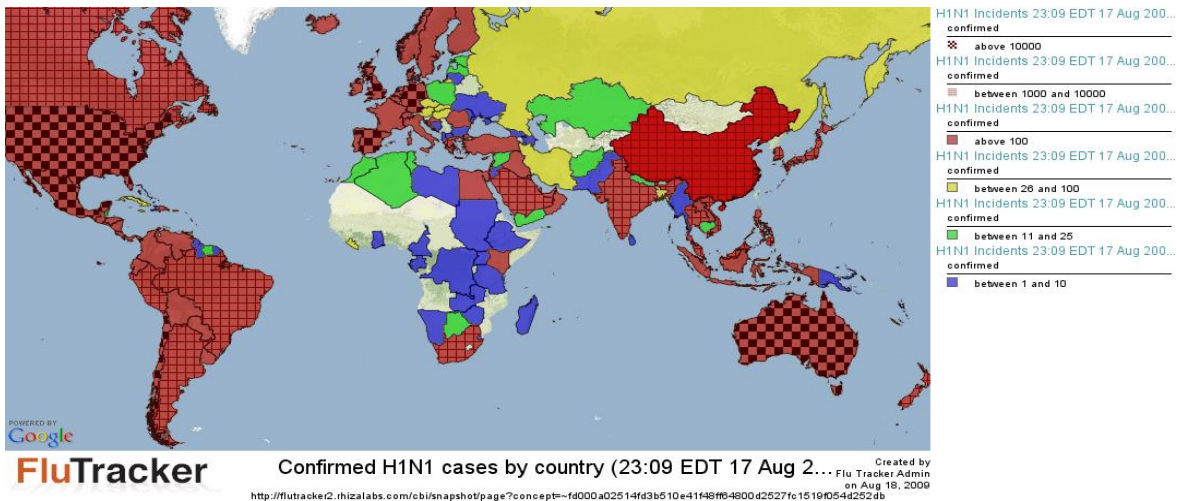 H1N1 Incidents 23:09 EDT 17 Aug 200...
confirmed
above 10000
H1N1 Incidents 23:09 EDT 17 Aug 200...
confirmed
between 1000 and 10000
H1N1 Incidents 23:09 EDT 17 Aug 200...
confirmed
above 100
H1N1 Incidents 23:09 EDT 17 Aug 200...
confirmed
between 26 and 100
H1N1 Incidents 23:09 EDT 17 Aug 200...
confirmed
between 11 and 25
H1N1 Incidents 23:09 EDT 17 Aug 200...
confirmed
between 1 and 10
POWERED BY
Google
FluTracker
Confirmed H1N1 cases by country (23:09 EDT 17 Aug 2...
Created by
Flu Tracker Admin
on Aug 18, 2009
http://flutracker2.rhizalabs.com/cbi/snapshot/page?concept=~fd000a02514fd3b510e41f48ff64800d2527fc1519f054d252db